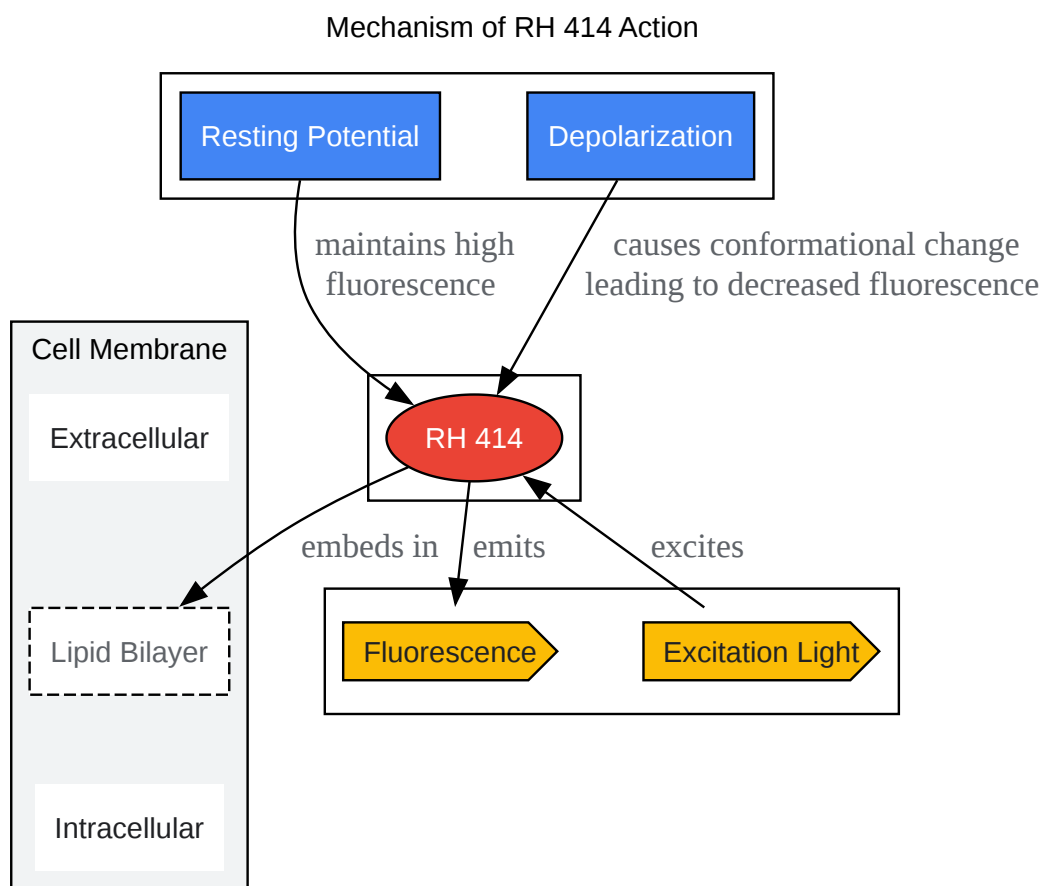 Mechanism of RH 414 Action
Resting Potential
Depolarization
maintains high
fluorescence
causes conformational change
leading to decreased fluorescence
Cell Membrane
Extracellular
RH 414
embeds in
emits
excites
Lipid Bilayer
Fluorescence
Excitation Light
Intracellular